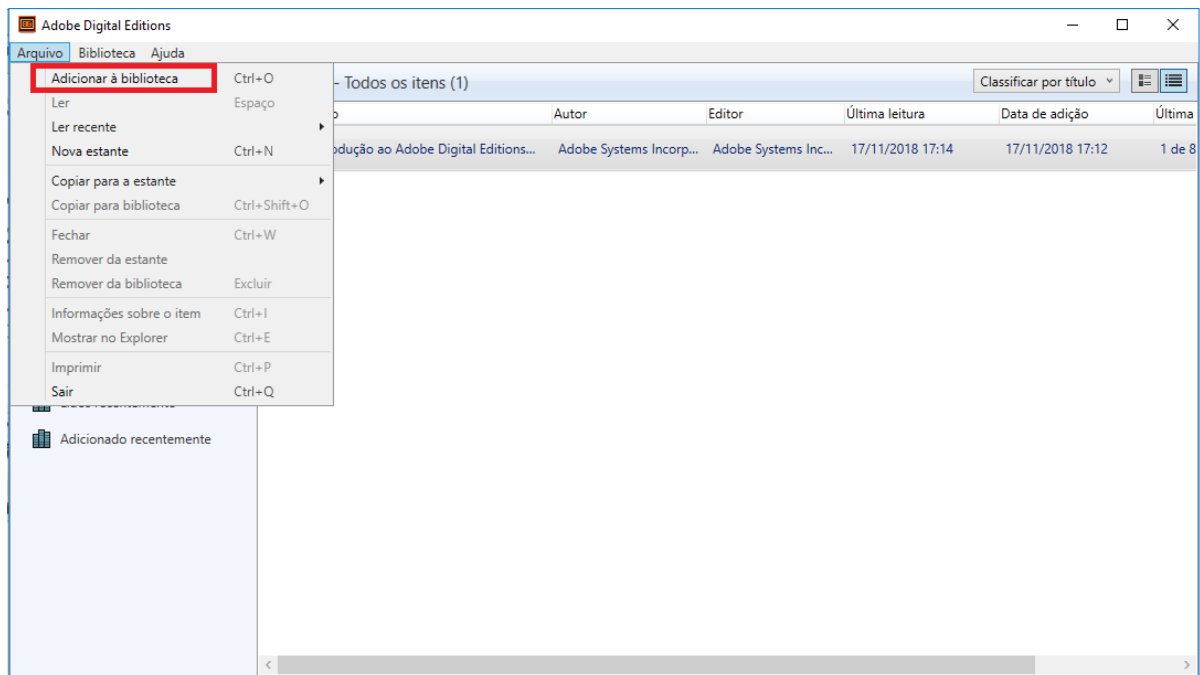 Adobe Digital Editions
Arquivo Biblioteca Ajuda
Adicionar à biblioteca Ctrl+O
Ler Espaço
Ler recente
Nova estante Ctrl+N
Copiar para a estante
Copiar para biblioteca Ctrl+Shift+O
Fechar Ctrl+W
Remover da estante
Remover da biblioteca Excluir
Informações sobre o item Ctrl+I
Mostrar no Explorer Ctrl+E
Imprimir Ctrl+P
Sair Ctrl+Q
Adicionado recentemente
- Todos os itens (1) Classificar por título
Autor Editor Última leitura Data de adição Última
ao Adobe Digital Editions... Adobe Systems Incorp... Adobe Systems Inc... 17/11/2018 17:14 17/11/2018 17:12 1 de 8